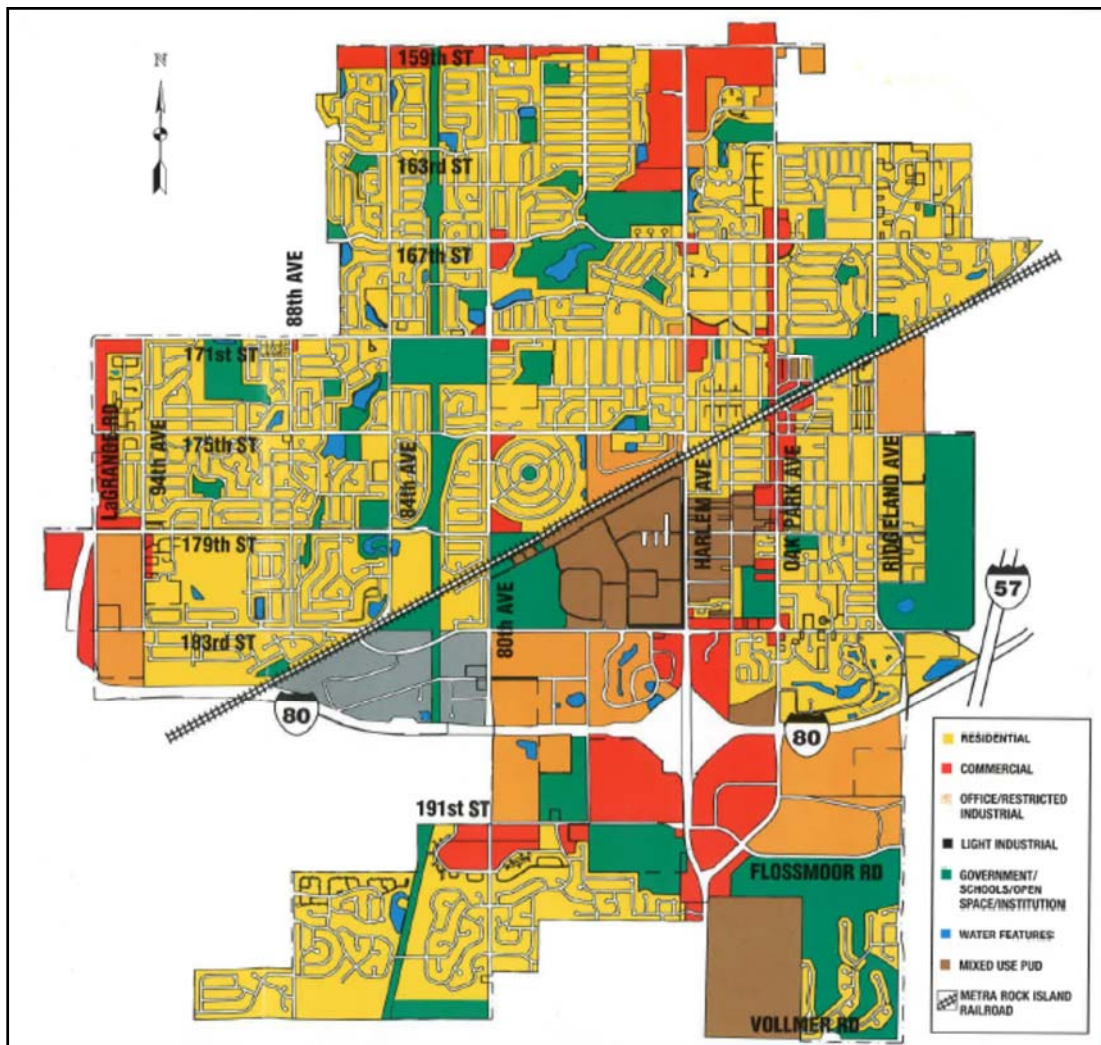 N
159th ST
163rd ST
167th ST
88th AVE
171st ST
LaGRANGE RD
94th AVE
175th ST
84th AVE
HARLEM AVE
OAK PARK AVE
RIDGELAND AVE
179th ST
80th AVE
183rd ST
57
80
80
191st ST
FLOSSMOOR RD
VOLLMER RD
RESIDENTIAL
COMMERCIAL
OFFICE/RESTRICTED
INDUSTRIAL
LIGHT INDUSTRIAL
GOVERNMENT/
SCHOOLS/OPEN
SPACE/INSTITUTION
WATER FEATURES
MIXED USE PUD
METRA ROCK ISLAND
RAILROAD